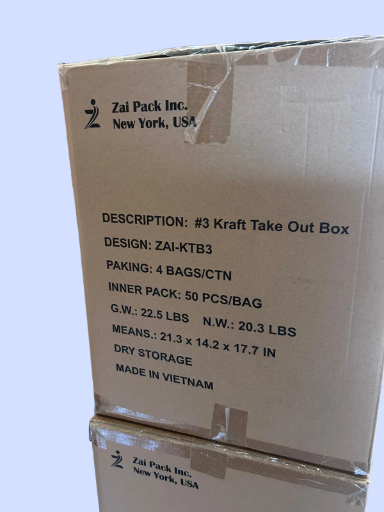 Zai Pack Inc.
New York, USA
DESCRIPTION: #3 Kraft Take Out Box
DESIGN: ZAI-KTB3
PAKING: 4 BAGS/CTN
INNER PACK: 50 PCS/BAG
G.W.: 22.5 LBS N.W.: 20.3 LBS
MEANS.: 21.3 x 14.2 x 17.7 IN
DRY STORAGE
MADE IN VIETNAM
Zai Pack Inc.
New York, USA